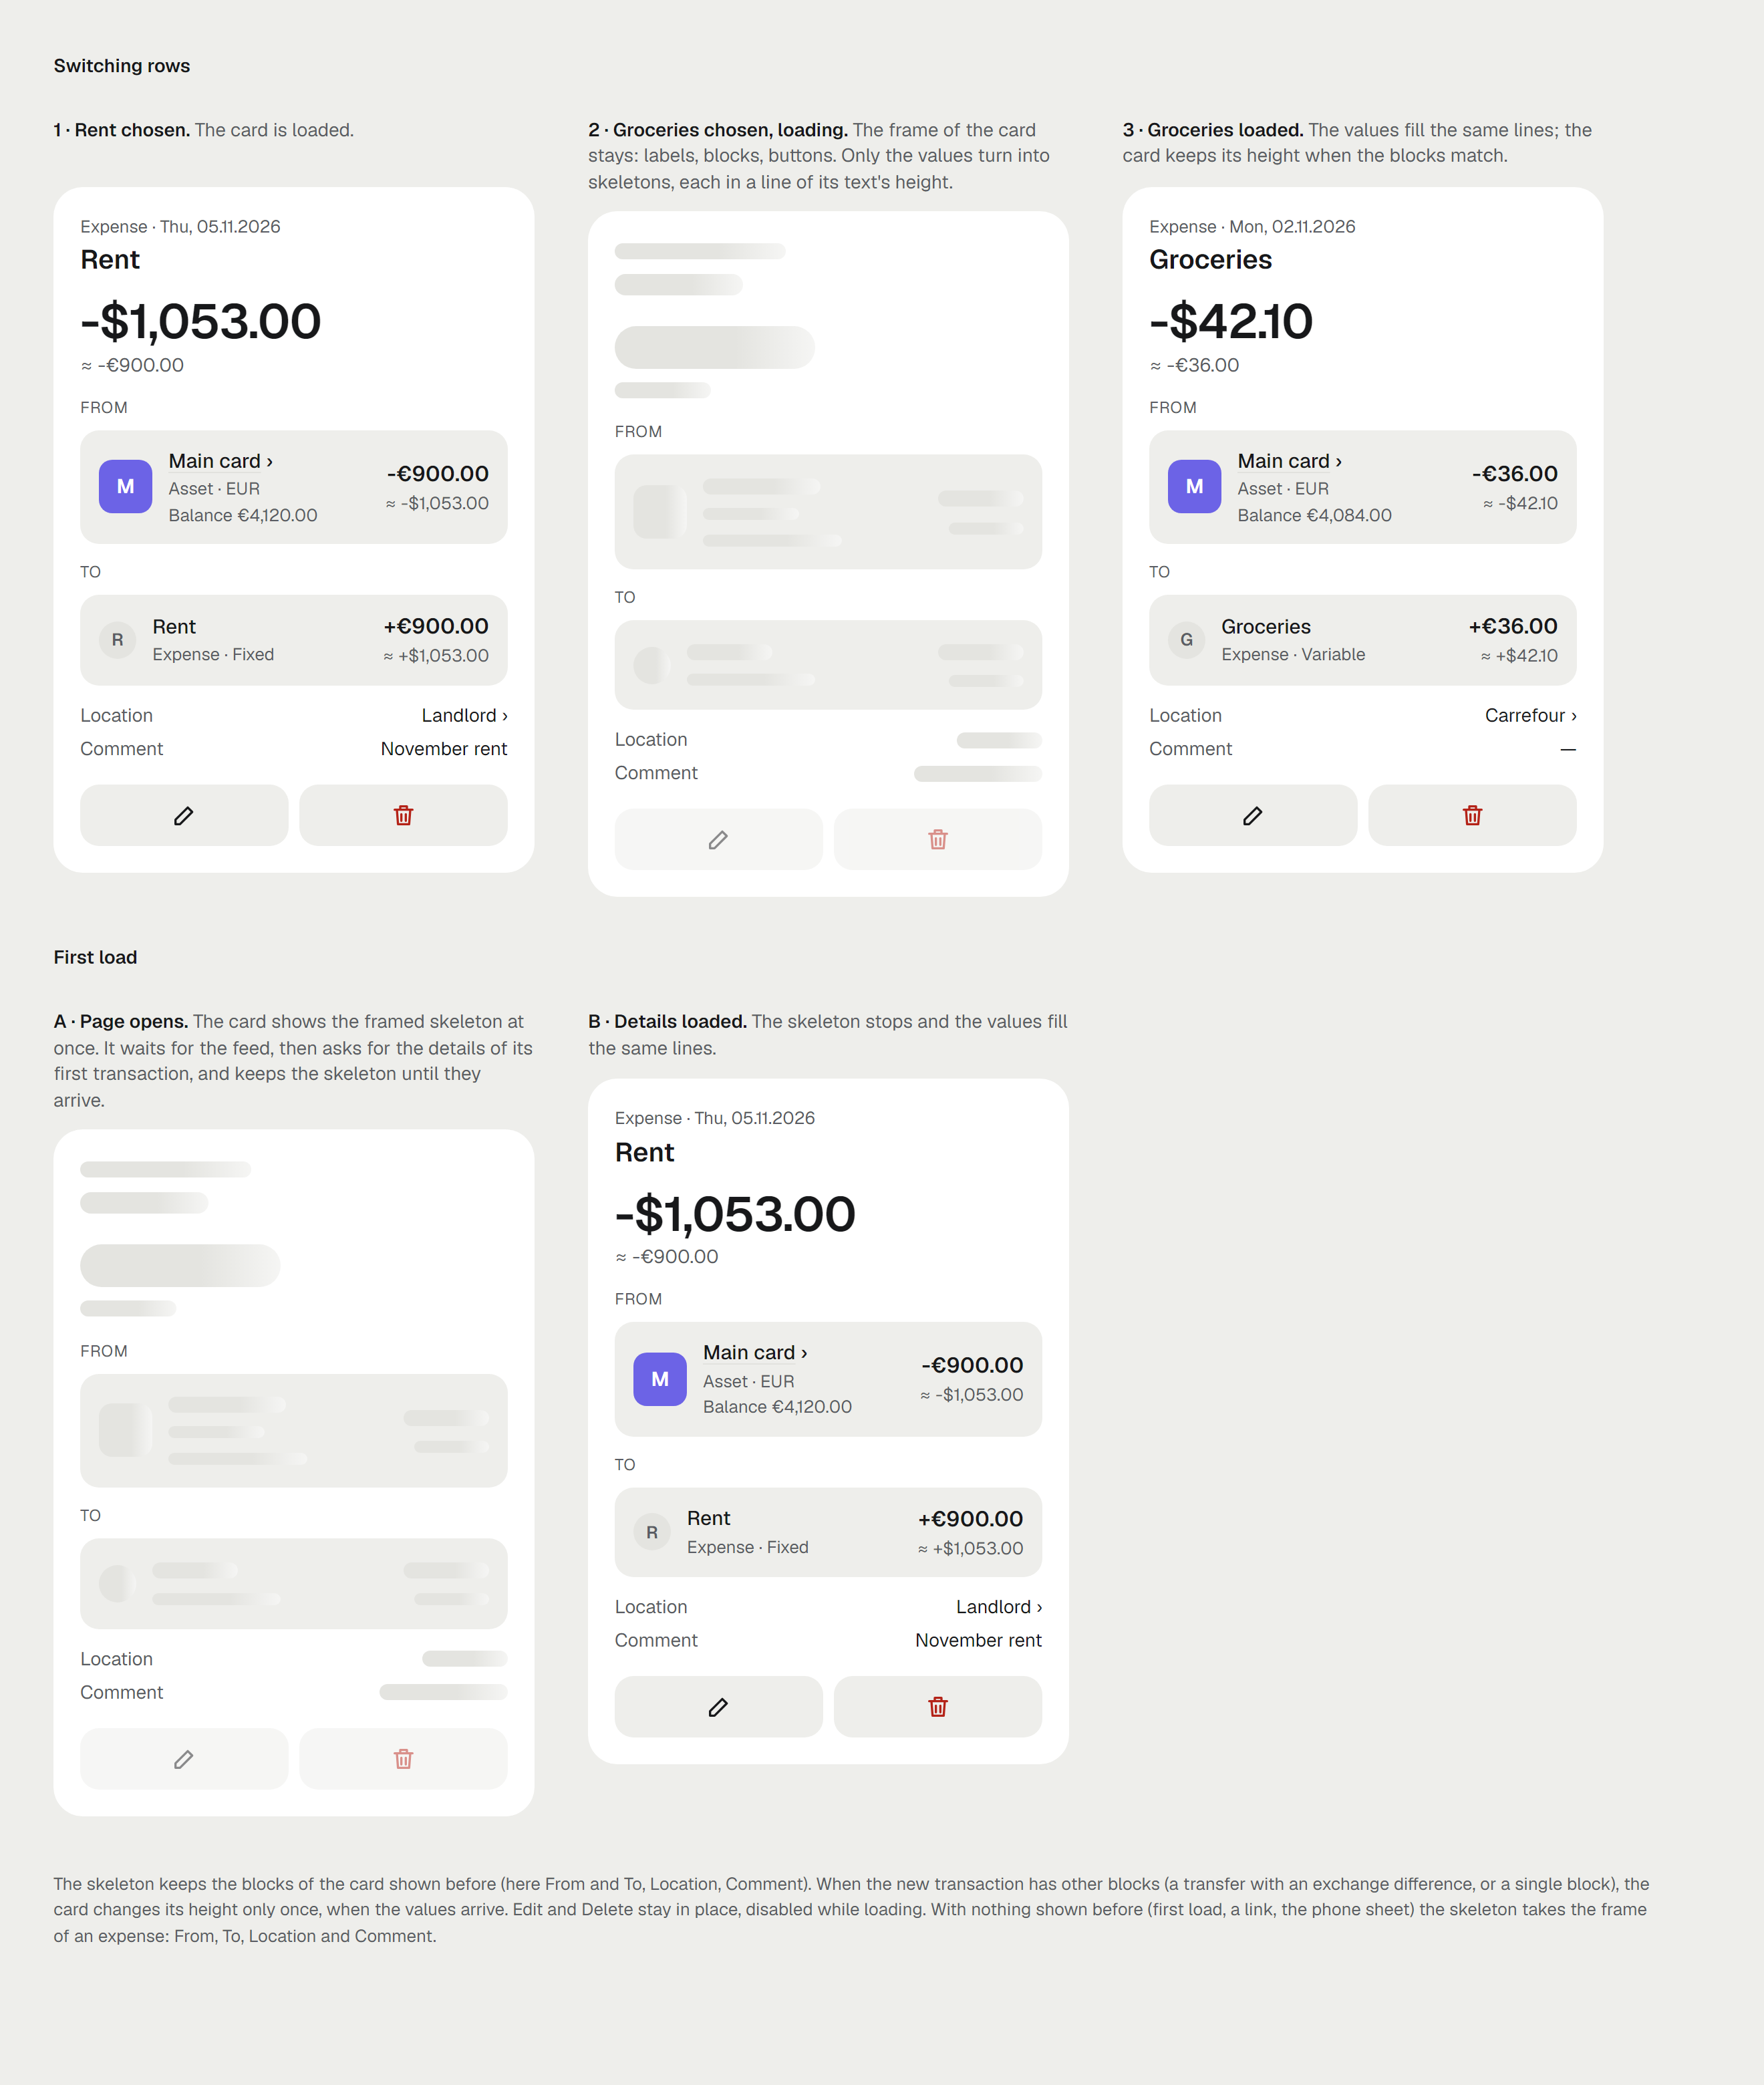 Switching rows
1 · Rent chosen. The card is loaded.
Expense · Thu, 05.11.2026
Rent
-$1,053.00
≈ -€900.00
FROM
M
Main card ›
Asset · EUR
Balance €4,120.00
-€900.00
≈ -$1,053.00
TO
R
Rent
Expense · Fixed
+€900.00
≈ +$1,053.00
Location
Landlord ›
Comment
November rent
2 · Groceries chosen, loading. The frame of the card
stays: labels, blocks, buttons. Only the values turn into
skeletons, each in a line of its text's height.
FROM
TO
Location
Comment
3 · Groceries loaded. The values fill the same lines; the
card keeps its height when the blocks match.
Expense · Mon, 02.11.2026
Groceries
-$42.10
≈ -€36.00
FROM
M
Main card ›
Asset · EUR
Balance €4,084.00
-€36.00
≈ -$42.10
TO
G
Groceries
Expense · Variable
+€36.00
≈ +$42.10
Location
Carrefour ›
Comment
—
First load
A · Page opens. The card shows the framed skeleton at
once. It waits for the feed, then asks for the details of its
first transaction, and keeps the skeleton until they
arrive.
FROM
TO
Location
Comment
B · Details loaded. The skeleton stops and the values fill
the same lines.
Expense · Thu, 05.11.2026
Rent
-$1,053.00
≈ -€900.00
FROM
M
Main card ›
Asset · EUR
Balance €4,120.00
-€900.00
≈ -$1,053.00
TO
R
Rent
Expense · Fixed
+€900.00
≈ +$1,053.00
Location
Landlord ›
Comment
November rent
The skeleton keeps the blocks of the card shown before (here From and To, Location, Comment). When the new transaction has other blocks (a transfer with an exchange difference, or a single block), the
card changes its height only once, when the values arrive. Edit and Delete stay in place, disabled while loading. With nothing shown before (first load, a link, the phone sheet) the skeleton takes the frame
of an expense: From, To, Location and Comment.